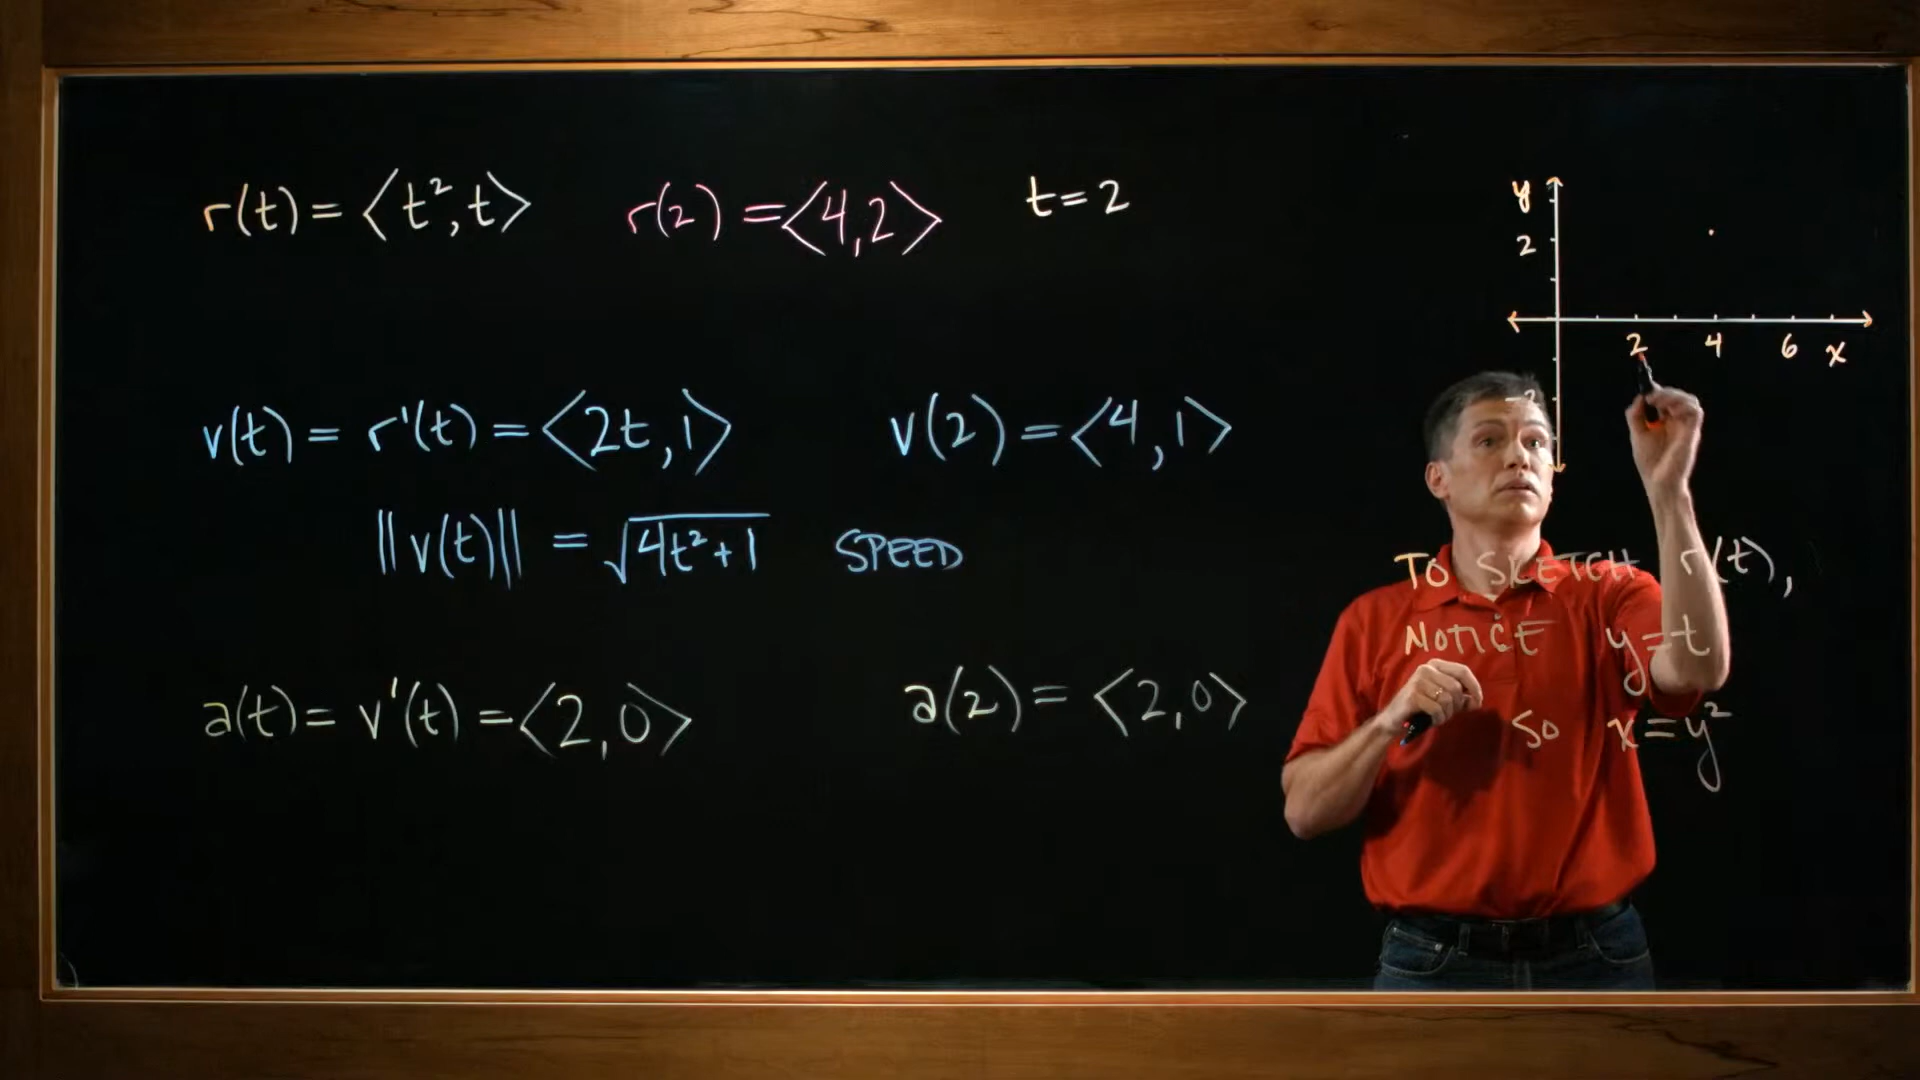 r(t) = ⟨t², t⟩
r(2) = ⟨4, 2⟩
t = 2
v(t) = r'(t) = ⟨2t, 1⟩
v(2) = ⟨4, 1⟩
||v(t)|| = √(4t² + 1)
SPEED
a(t) = v'(t) = ⟨2, 0⟩
a(2) = ⟨2, 0⟩
y
2
2 4 6 x
-2
TO SKETCH r(t),
NOTICE y = t
SO x = y²